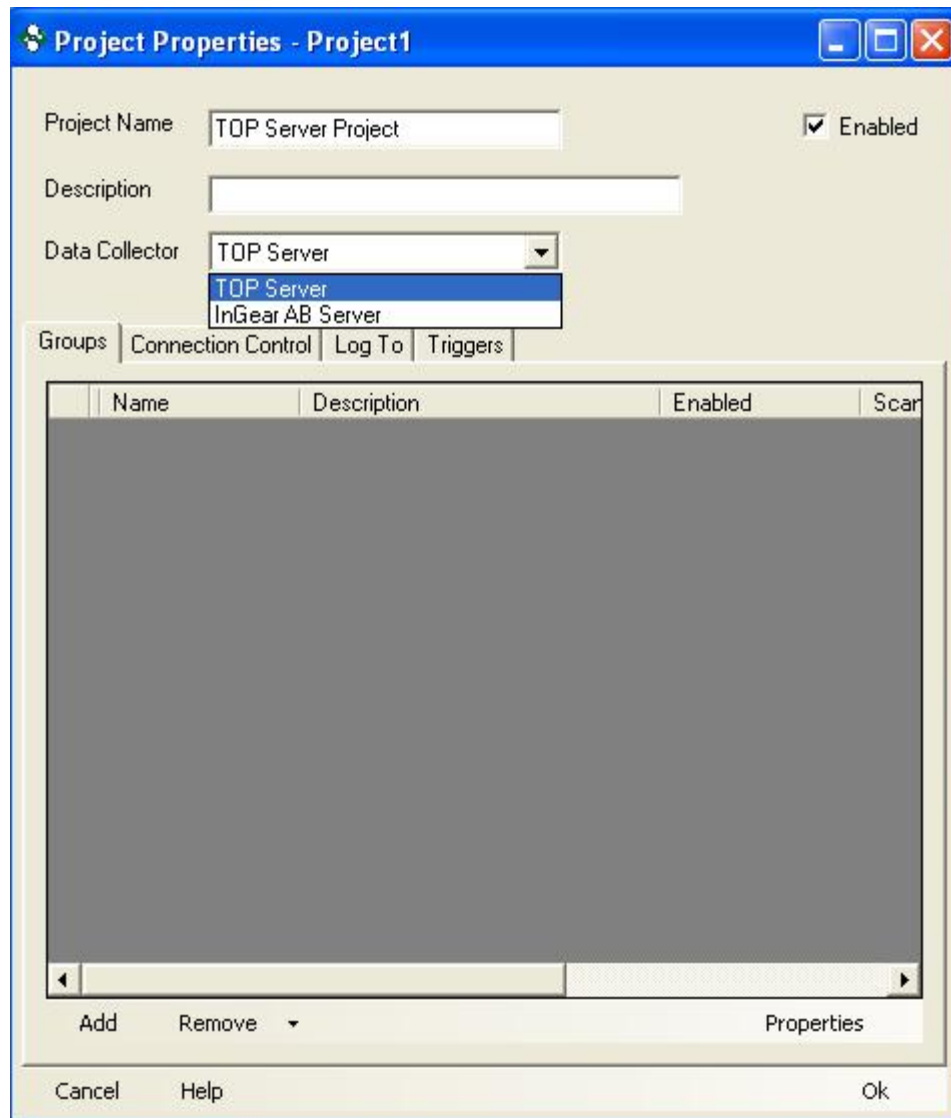 Project Properties - Project1
Project Name TOP Server Project Enabled
Description
Data Collector TOP Server
TOP Server
InGear AB Server
Groups Connection Control Log To Triggers
Name Description Enabled Scan
Add Remove Properties
Cancel Help Ok